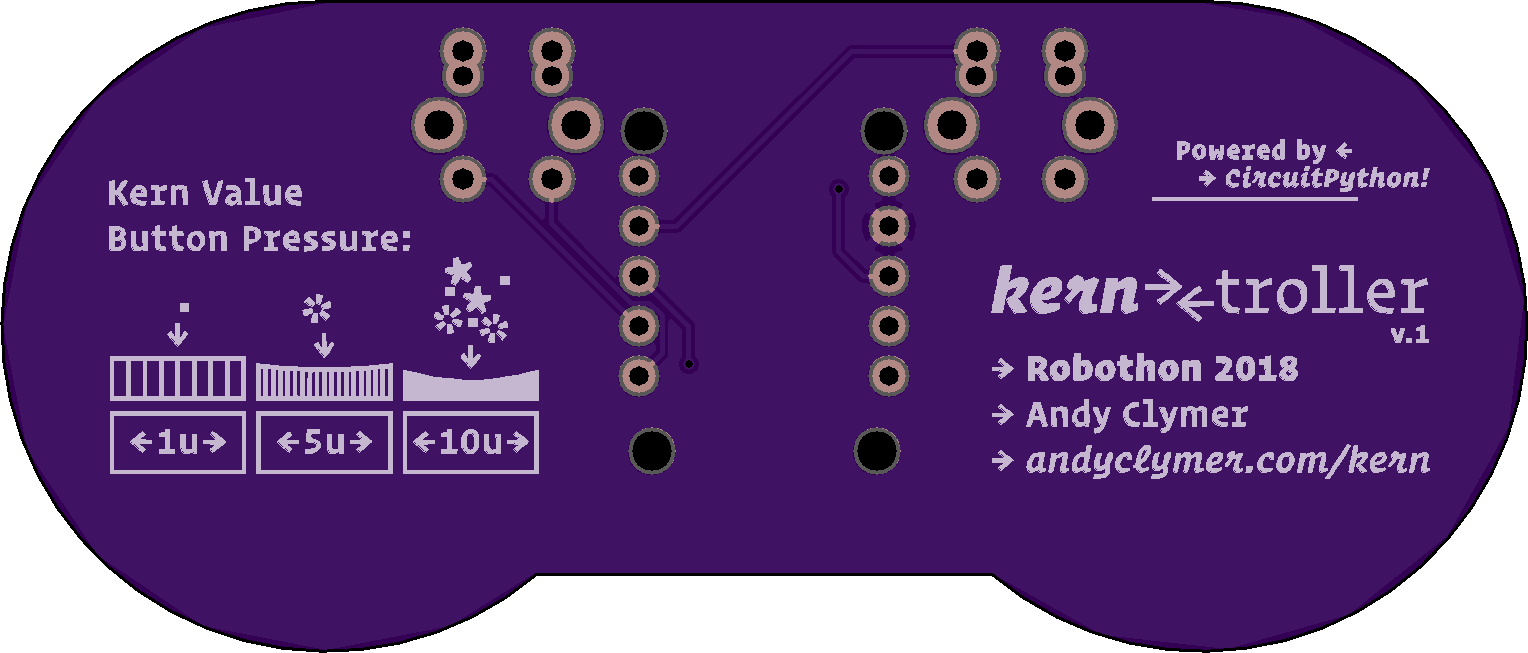 Kern Value
Button Pressure:
←1u→ ←5u→ ←10u→
Powered by ←
→ CircuitPython!
kern→←troller
v.1
→ Robothon 2018
→ Andy Clymer
→ andyclymer.com/kern